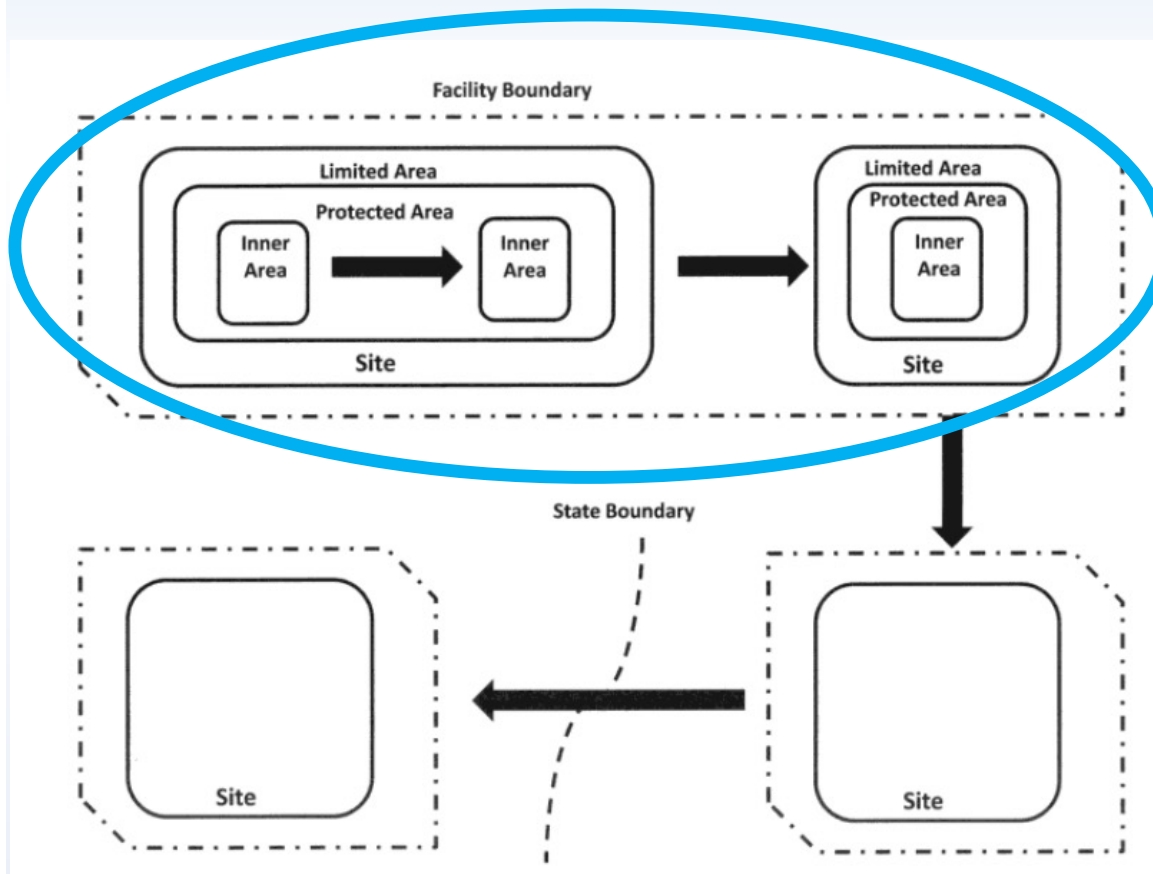 Facility Boundary
Limited Area
Protected Area
Inner
Area
Inner
Area
Site
Limited Area
Protected Area
Inner
Area
Site
State Boundary
Site
Site